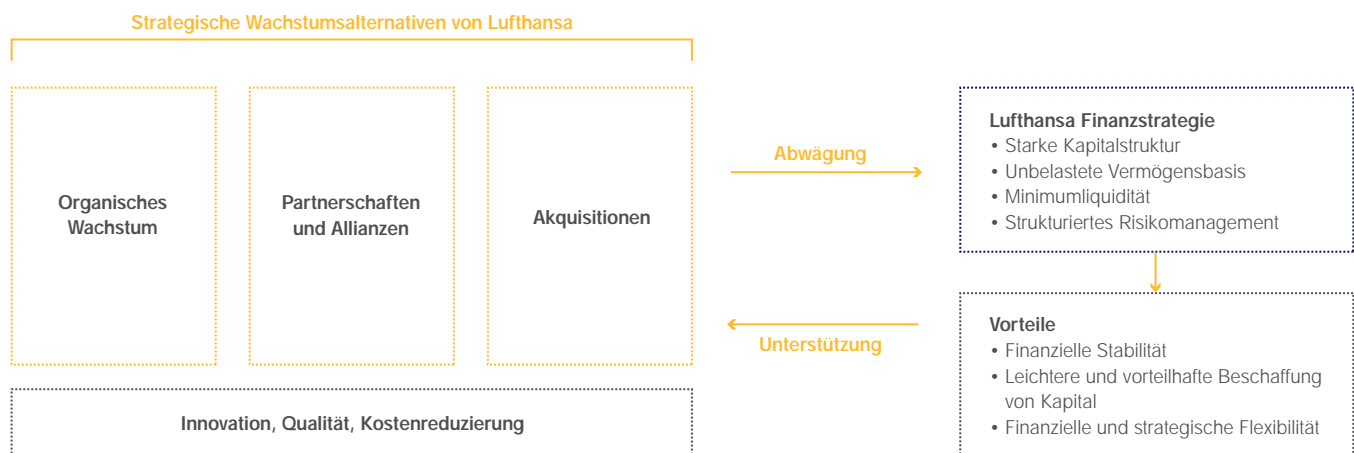 Strategische Wachstumsalternativen von Lufthansa
Organisches
Wachstum
Partnerschaften
und Allianzen
Akquisitionen
Innovation, Qualität, Kostenreduzierung
Abwägung
Unterstützung
Lufthansa Finanzstrategie
• Starke Kapitalstruktur
• Unbelastete Vermögensbasis
• Minimumliquidität
• Strukturiertes Risikomanagement
Vorteile
• Finanzielle Stabilität
• Leichtere und vorteilhafte Beschaffung
von Kapital
• Finanzielle und strategische Flexibilität